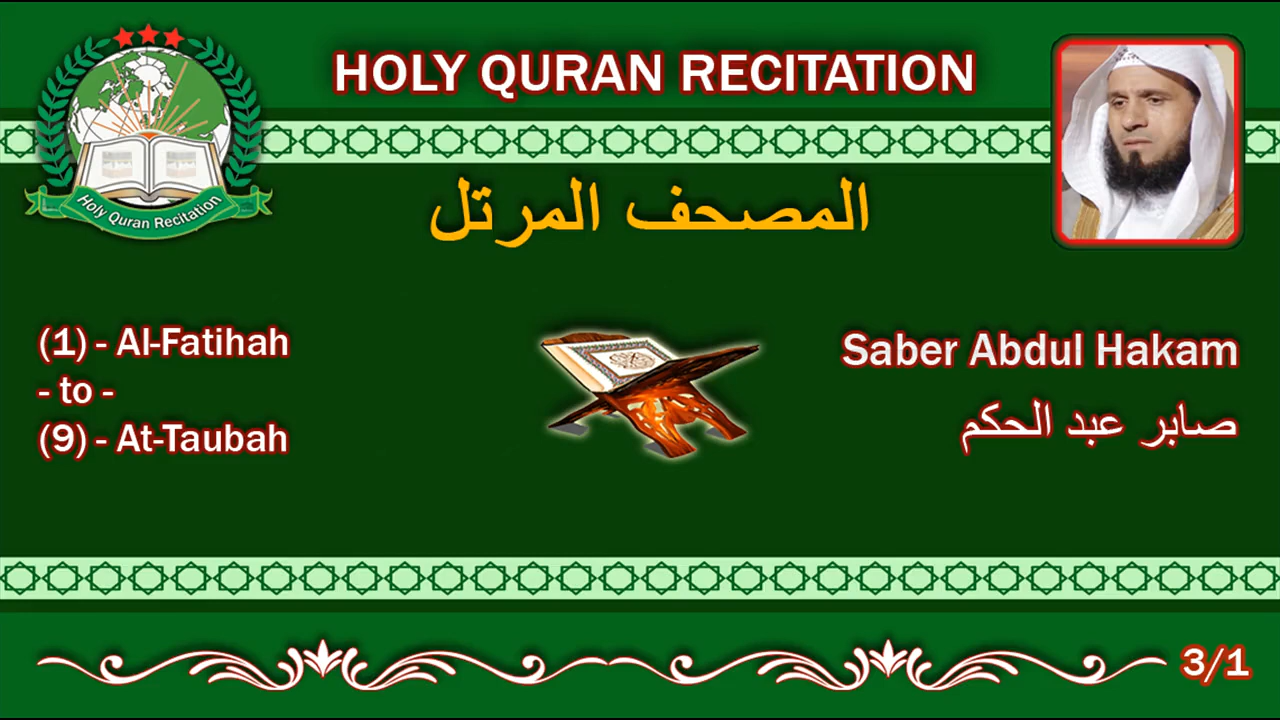 HOLY QURAN RECITATION
Holy Quran Recitation
المصحف المرتل
(1) - Al-Fatihah
- to -
(9) - At-Taubah
Saber Abdul Hakam
صابر عبد الحكم
3/1